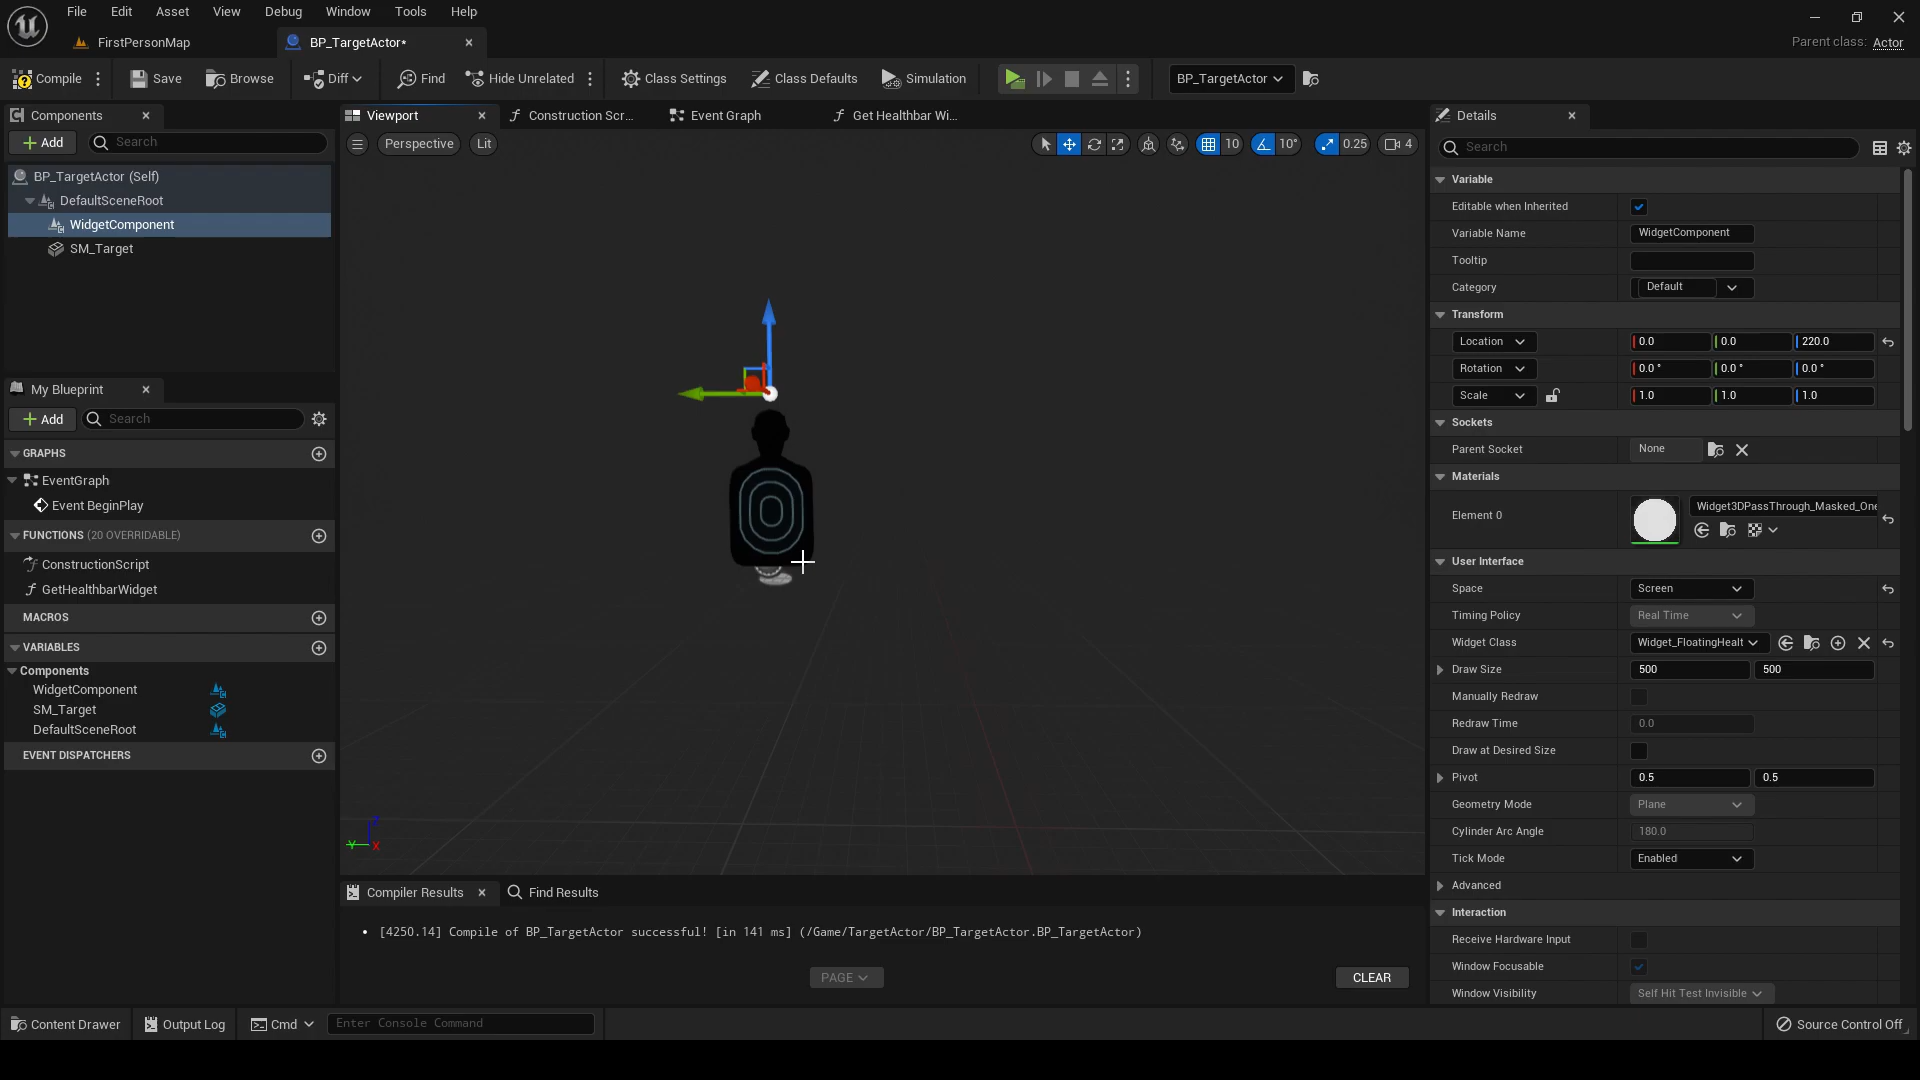 File Edit Asset View Debug Window Tools Help
FirstPersonMap BP_TargetActor* Parent class: Actor
Compile Save Browse Diff Find Hide Unrelated Class Settings Class Defaults Simulation BP_TargetActor
Components
Add Search
BP_TargetActor (Self)
DefaultSceneRoot
WidgetComponent
SM_Target
My Blueprint
Add Search
GRAPHS
EventGraph
Event BeginPlay
FUNCTIONS (20 OVERRIDABLE)
ConstructionScript
GetHealthbarWidget
MACROS
VARIABLES
Components
WidgetComponent
SM_Target
DefaultSceneRoot
EVENT DISPATCHERS
Viewport Construction Scr... Event Graph Get Healthbar Wi...
Perspective Lit 10 10° 0.25 4
Z
Y X
Compiler Results Find Results
• [4250.14] Compile of BP_TargetActor successful! [in 141 ms] (/Game/TargetActor/BP_TargetActor.BP_TargetActor)
PAGE CLEAR
Details
Search
Variable
Editable when Inherited
Variable Name WidgetComponent
Tooltip
Category Default
Transform
Location 0.0 0.0 220.0
Rotation 0.0 ° 0.0 ° 0.0 °
Scale 1.0 1.0 1.0
Sockets
Parent Socket None
Materials
Element 0 Widget3DPassThrough_Masked_One
User Interface
Space Screen
Timing Policy Real Time
Widget Class Widget_FloatingHealt
Draw Size 500 500
Manually Redraw
Redraw Time 0.0
Draw at Desired Size
Pivot 0.5 0.5
Geometry Mode Plane
Cylinder Arc Angle 180.0
Tick Mode Enabled
Advanced
Interaction
Receive Hardware Input
Window Focusable
Window Visibility Self Hit Test Invisible
Content Drawer Output Log Cmd Enter Console Command Source Control Off